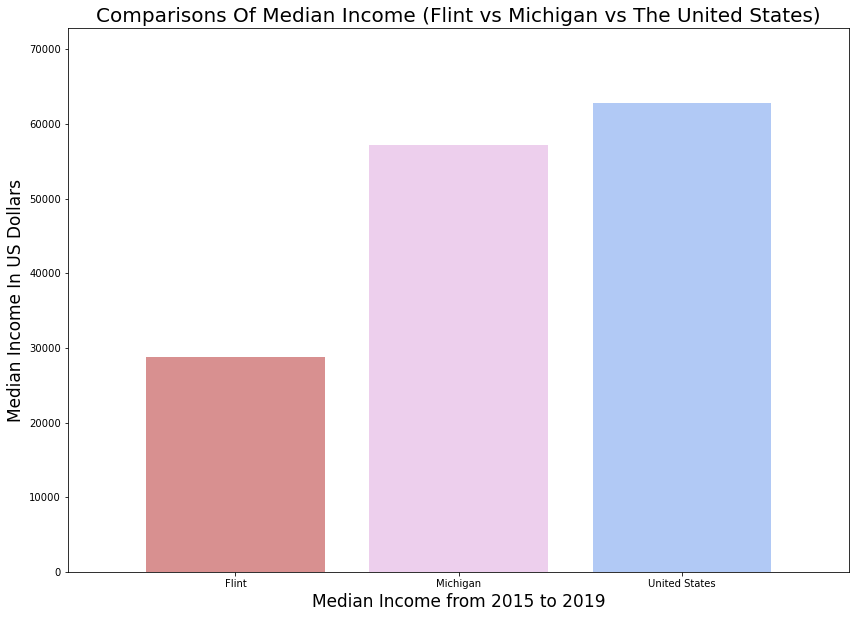 Comparisons Of Median Income (Flint vs Michigan vs The United States)
Median Income In US Dollars
70000
60000
50000
40000
30000
20000
10000
0
Flint
Michigan
United States
Median Income from 2015 to 2019